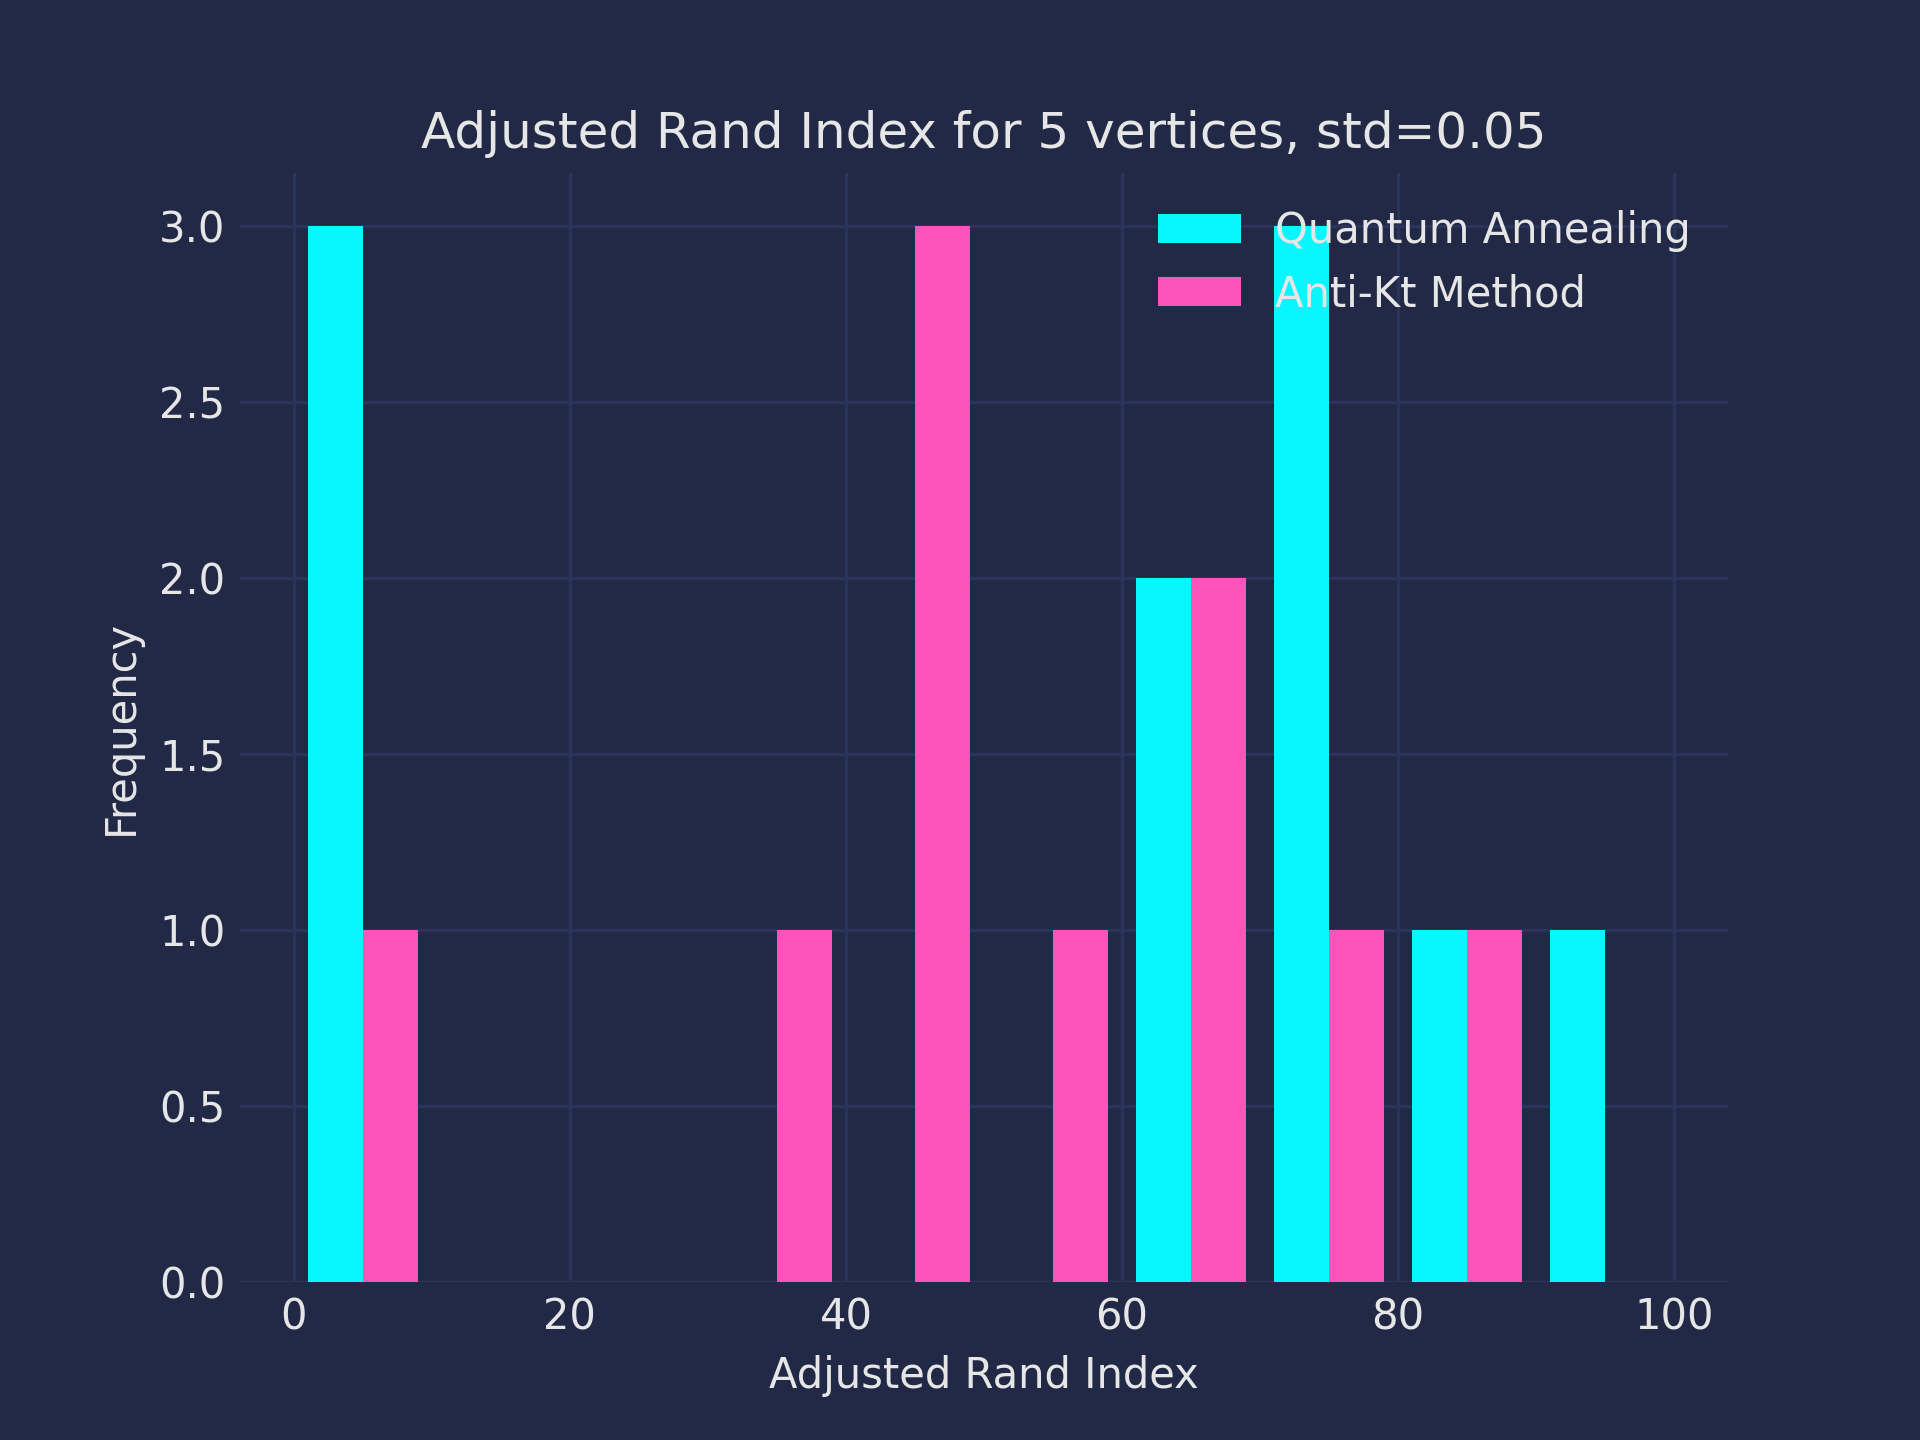 Adjusted Rand Index for 5 vertices, std=0.05
Quantum Annealing
Anti-Kt Method
3.0
2.5
2.0
1.5
1.0
0.5
0.0
Frequency
0 20 40 60 80 100
Adjusted Rand Index